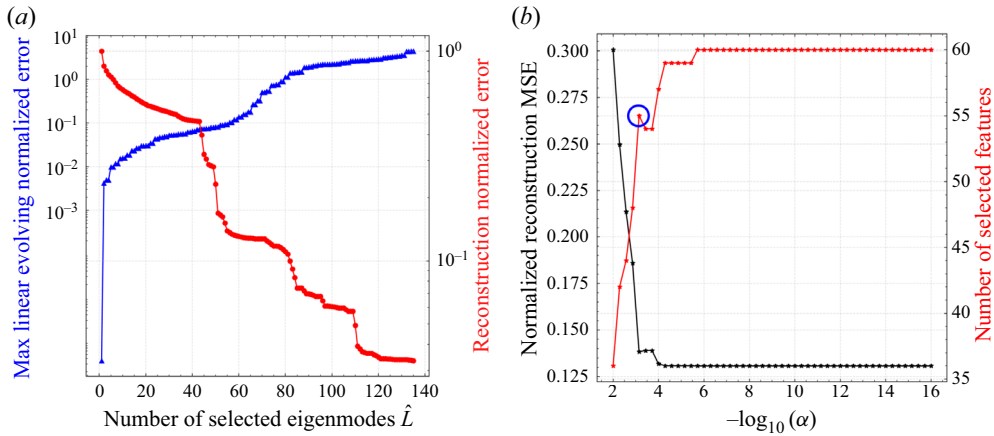 (a)
Max linear evolving normalized error
10^1
10^0
10^−1
10^−2
10^−3
10^0
10^−1
Reconstruction normalized error
0 20 40 60 80 100 120 140
Number of selected eigenmodes L̂
(b)
Normalized reconstruction MSE
0.300
0.275
0.250
0.225
0.200
0.175
0.150
0.125
60
55
50
45
40
36
Number of selected features
2 4 6 8 10 12 14 16
−log10 (α)